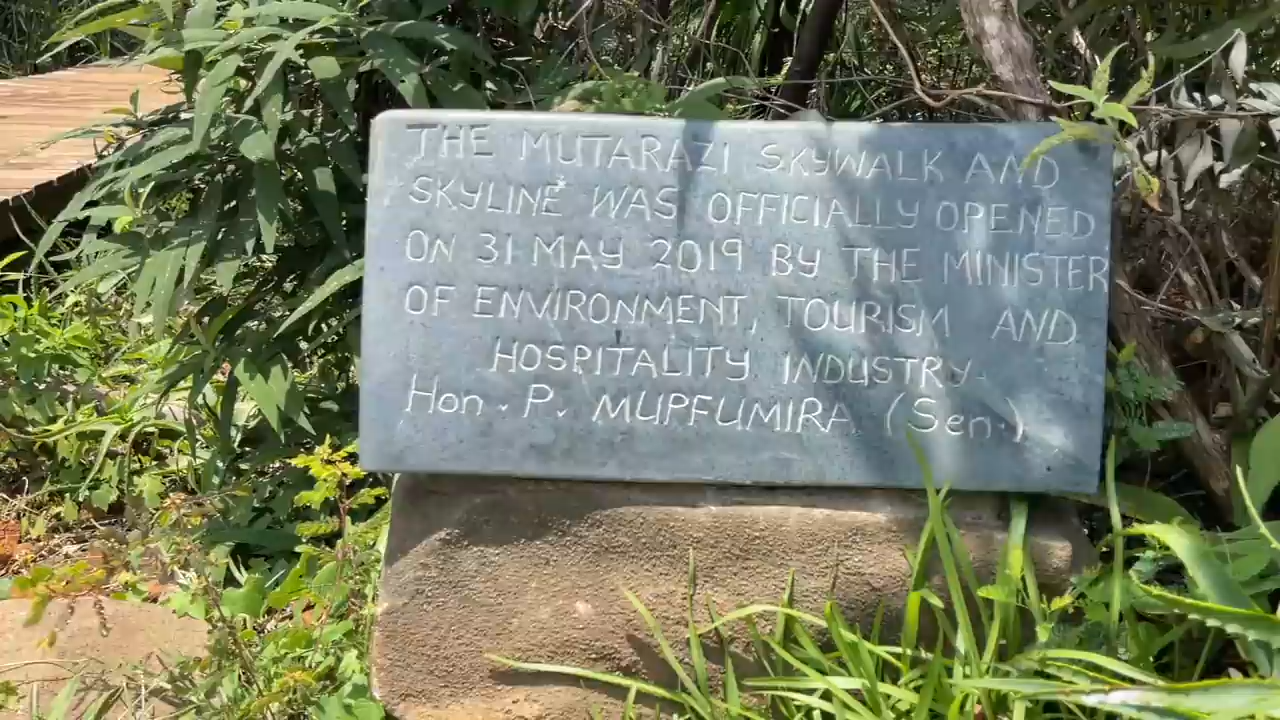 THE MUTARAZI SKYWALK AND
SKYLINE WAS OFFICIALLY OPENED
ON 31 MAY 2019 BY THE MINISTER
OF ENVIRONMENT, TOURISM AND
HOSPITALITY INDUSTRY.
Hon. P. MUPFUMIRA (Sen.)